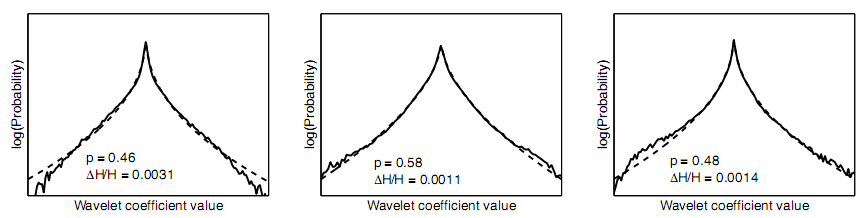 log(Probability)
p = 0.46
ΔH/H = 0.0031
Wavelet coefficient value
log(Probability)
p = 0.58
ΔH/H = 0.0011
Wavelet coefficient value
log(Probability)
p = 0.48
ΔH/H = 0.0014
Wavelet coefficient value